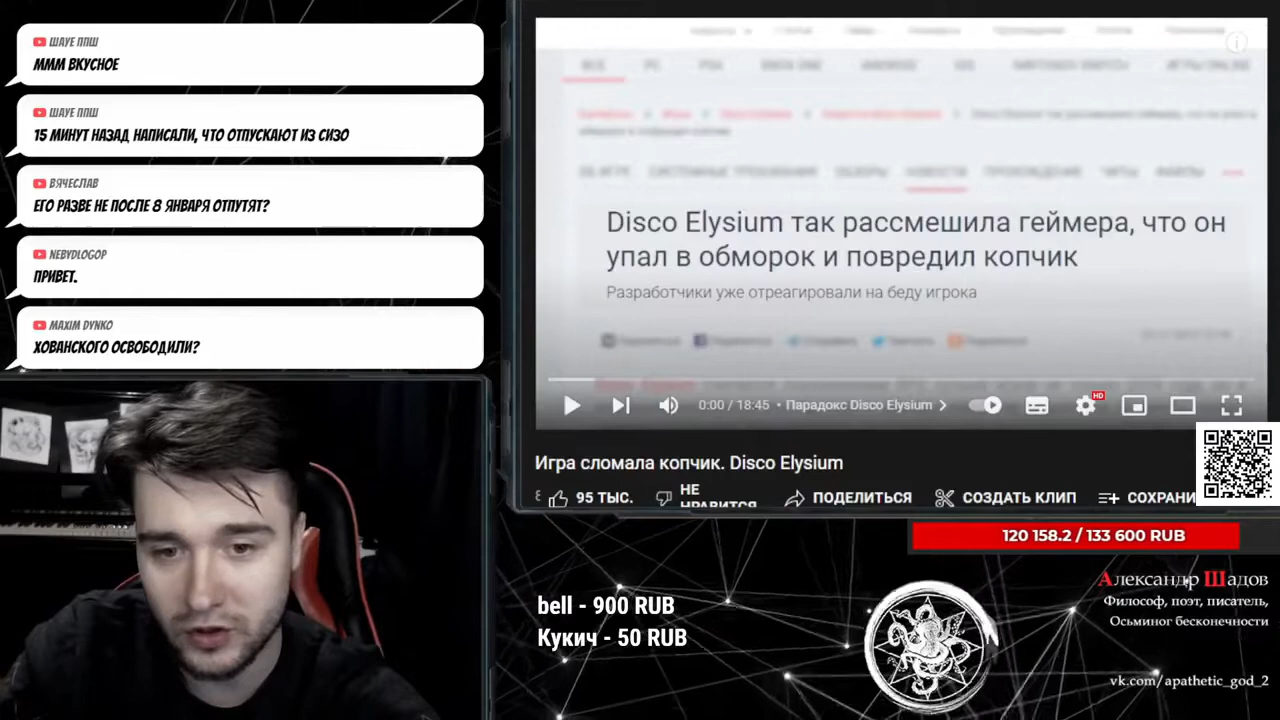 ШАУЕ ППШ
МММ ВКУСНОЕ
ШАУЕ ППШ
15 МИНУТ НАЗАД НАПИСАЛИ, ЧТО ОТПУСКАЮТ ИЗ СИЗО
ВЯЧЕСЛАВ
ЕГО РАЗВЕ НЕ ПОСЛЕ 8 ЯНВАРЯ ОТПУТЯТ?
NEBYDLOGOP
ПРИВЕТ.
MAXIM DYNKO
ХОВАНСКОГО ОСВОБОДИЛИ?
Disco Elysium так рассмешила геймера, что он
упал в обморок и повредил копчик
Разработчики уже отреагировали на беду игрока
0:00 / 18:45 • Парадокс Disco Elysium
HD
Игра сломала копчик. Disco Elysium
95 ТЫС.
НЕ
НРАВИТСЯ
ПОДЕЛИТЬСЯ
СОЗДАТЬ КЛИП
СОХРАНИ
120 158.2 / 133 600 RUB
bell - 900 RUB
Кукич - 50 RUB
Александр Шадов
Философ, поэт, писатель,
Осьминог бесконечности
vk.com/apathetic_god_2